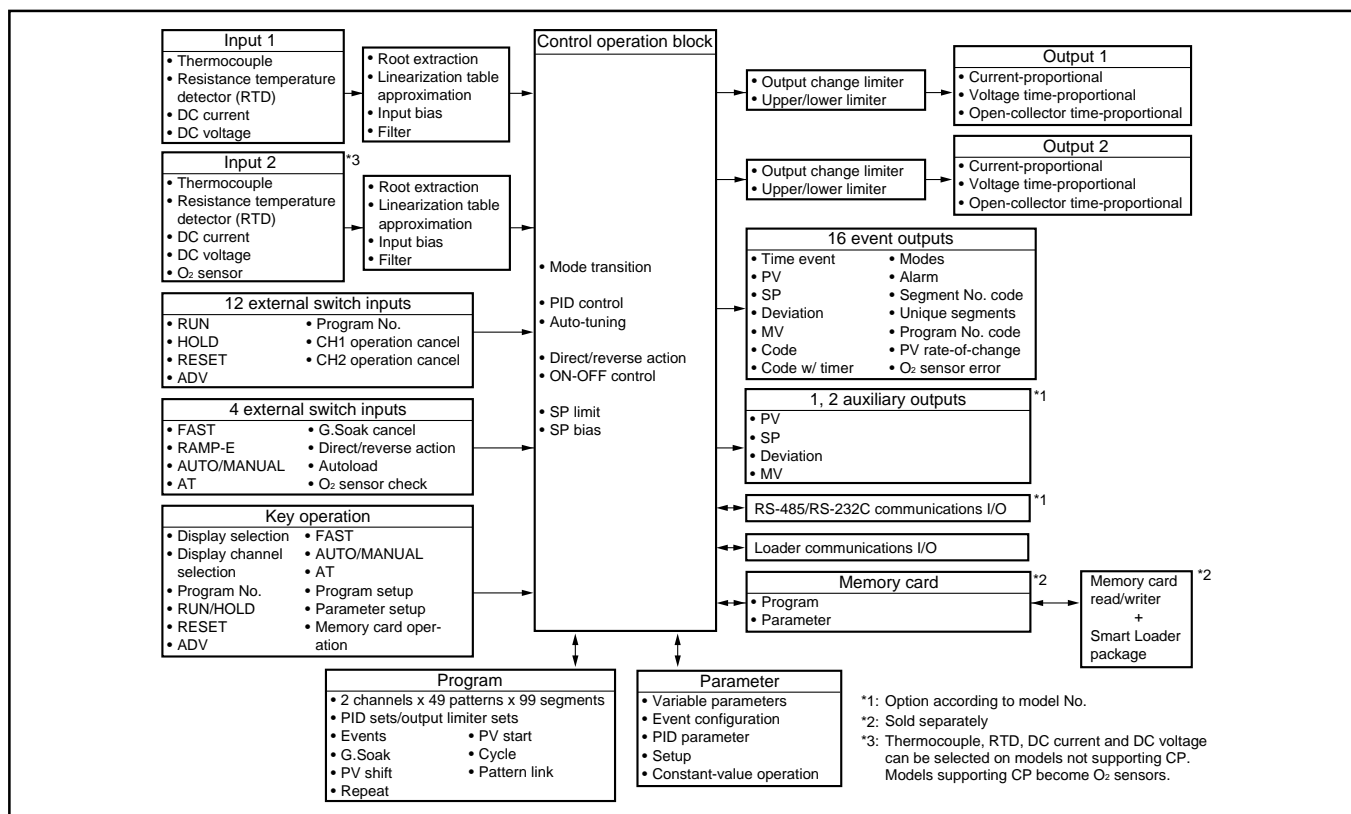 Input 1
• Thermocouple
• Resistance temperature
detector (RTD)
• DC current
• DC voltage
• Root extraction
• Linearization table
approximation
• Input bias
• Filter
Input 2
*3
• Thermocouple
• Resistance temperature
detector (RTD)
• DC current
• DC voltage
• O₂ sensor
• Root extraction
• Linearization table
approximation
• Input bias
• Filter
12 external switch inputs
• RUN
• HOLD
• RESET
• ADV
• Program No.
• CH1 operation cancel
• CH2 operation cancel
4 external switch inputs
• FAST
• RAMP-E
• AUTO/MANUAL
• AT
• G.Soak cancel
• Direct/reverse action
• Autoload
• O₂ sensor check
Key operation
• Display selection
• Display channel
selection
• Program No.
• RUN/HOLD
• RESET
• ADV
• FAST
• AUTO/MANUAL
• AT
• Program setup
• Parameter setup
• Memory card oper-
ation
Control operation block
• Mode transition
• PID control
• Auto-tuning
• Direct/reverse action
• ON-OFF control
• SP limit
• SP bias
• Output change limiter
• Upper/lower limiter
Output 1
• Current-proportional
• Voltage time-proportional
• Open-collector time-proportional
• Output change limiter
• Upper/lower limiter
Output 2
• Current-proportional
• Voltage time-proportional
• Open-collector time-proportional
16 event outputs
• Time event
• PV
• SP
• Deviation
• MV
• Code
• Code w/ timer
• Modes
• Alarm
• Segment No. code
• Unique segments
• Program No. code
• PV rate-of-change
• O₂ sensor error
1, 2 auxiliary outputs
*1
• PV
• SP
• Deviation
• MV
RS-485/RS-232C communications I/O
*1
Loader communications I/O
Memory card
*2
• Program
• Parameter
Memory card
read/writer
+
Smart Loader
package
*2
Program
• 2 channels x 49 patterns x 99 segments
• PID sets/output limiter sets
• Events
• G.Soak
• PV shift
• Repeat
• PV start
• Cycle
• Pattern link
Parameter
• Variable parameters
• Event configuration
• PID parameter
• Setup
• Constant-value operation
*1: Option according to model No.
*2: Sold separately
*3: Thermocouple, RTD, DC current and DC voltage
can be selected on models not supporting CP.
Models supporting CP become O₂ sensors.